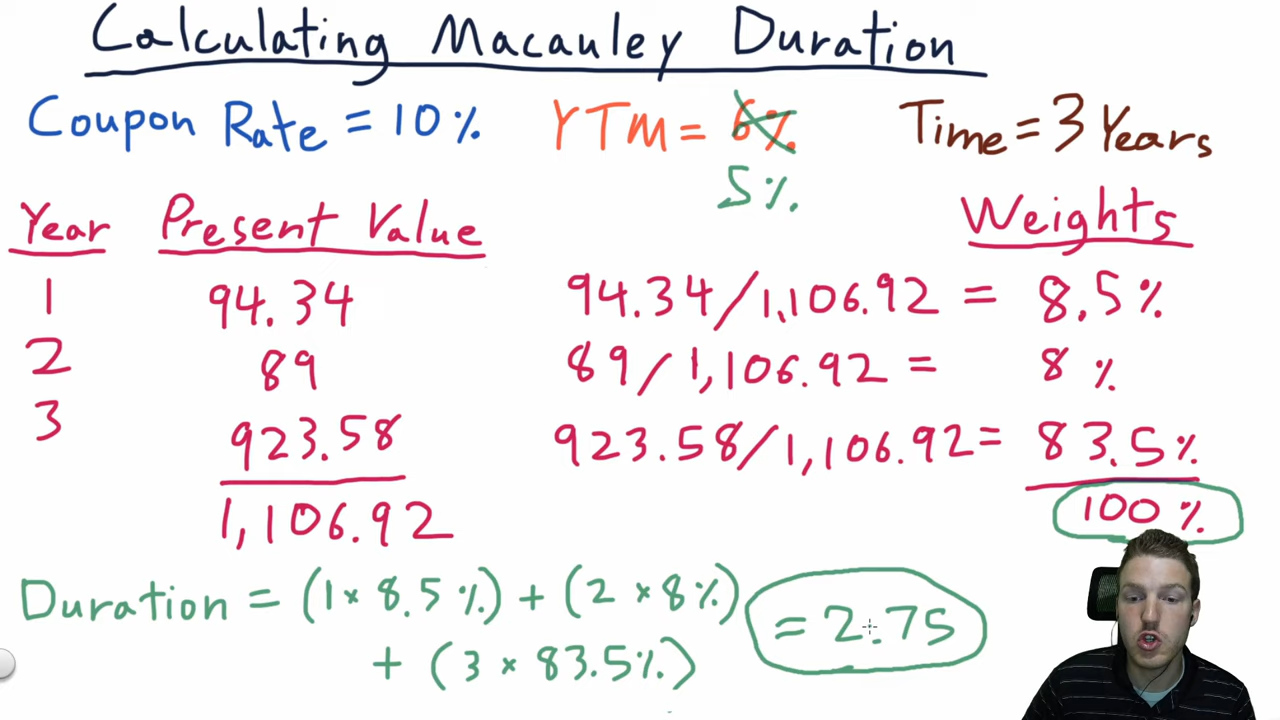 Calculating Macauley Duration
Coupon Rate = 10% YTM = 6% Time = 3 Years
5%
Year Present Value Weights
1 94.34 94.34/1,106.92 = 8.5%
2 89 89/1,106.92 = 8%
3 923.58 923.58/1,106.92 = 83.5%
1,106.92 100%
Duration = (1 × 8.5%) + (2 × 8%)
+ (3 × 83.5%) = 2.75